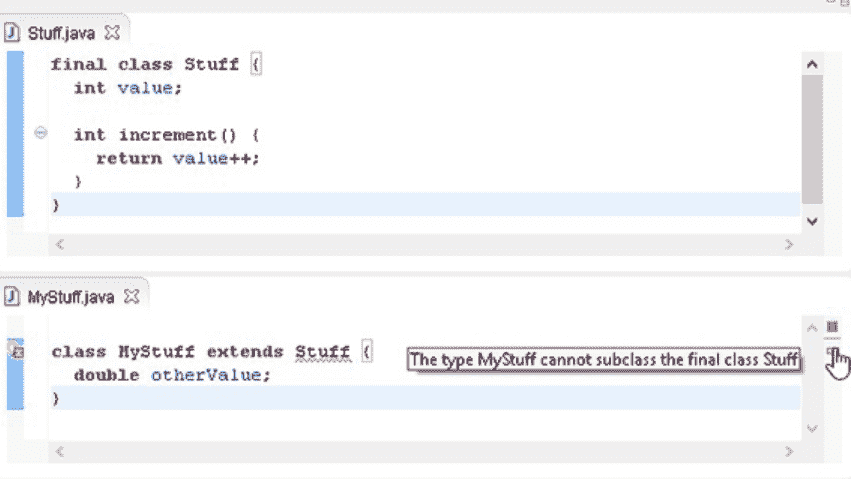 Stuff.java
final class Stuff {
int value;
int increment() {
return value++;
}
}
MyStuff.java
class MyStuff extends Stuff {
The type MyStuff cannot subclass the final class Stuff
double otherValue;
}